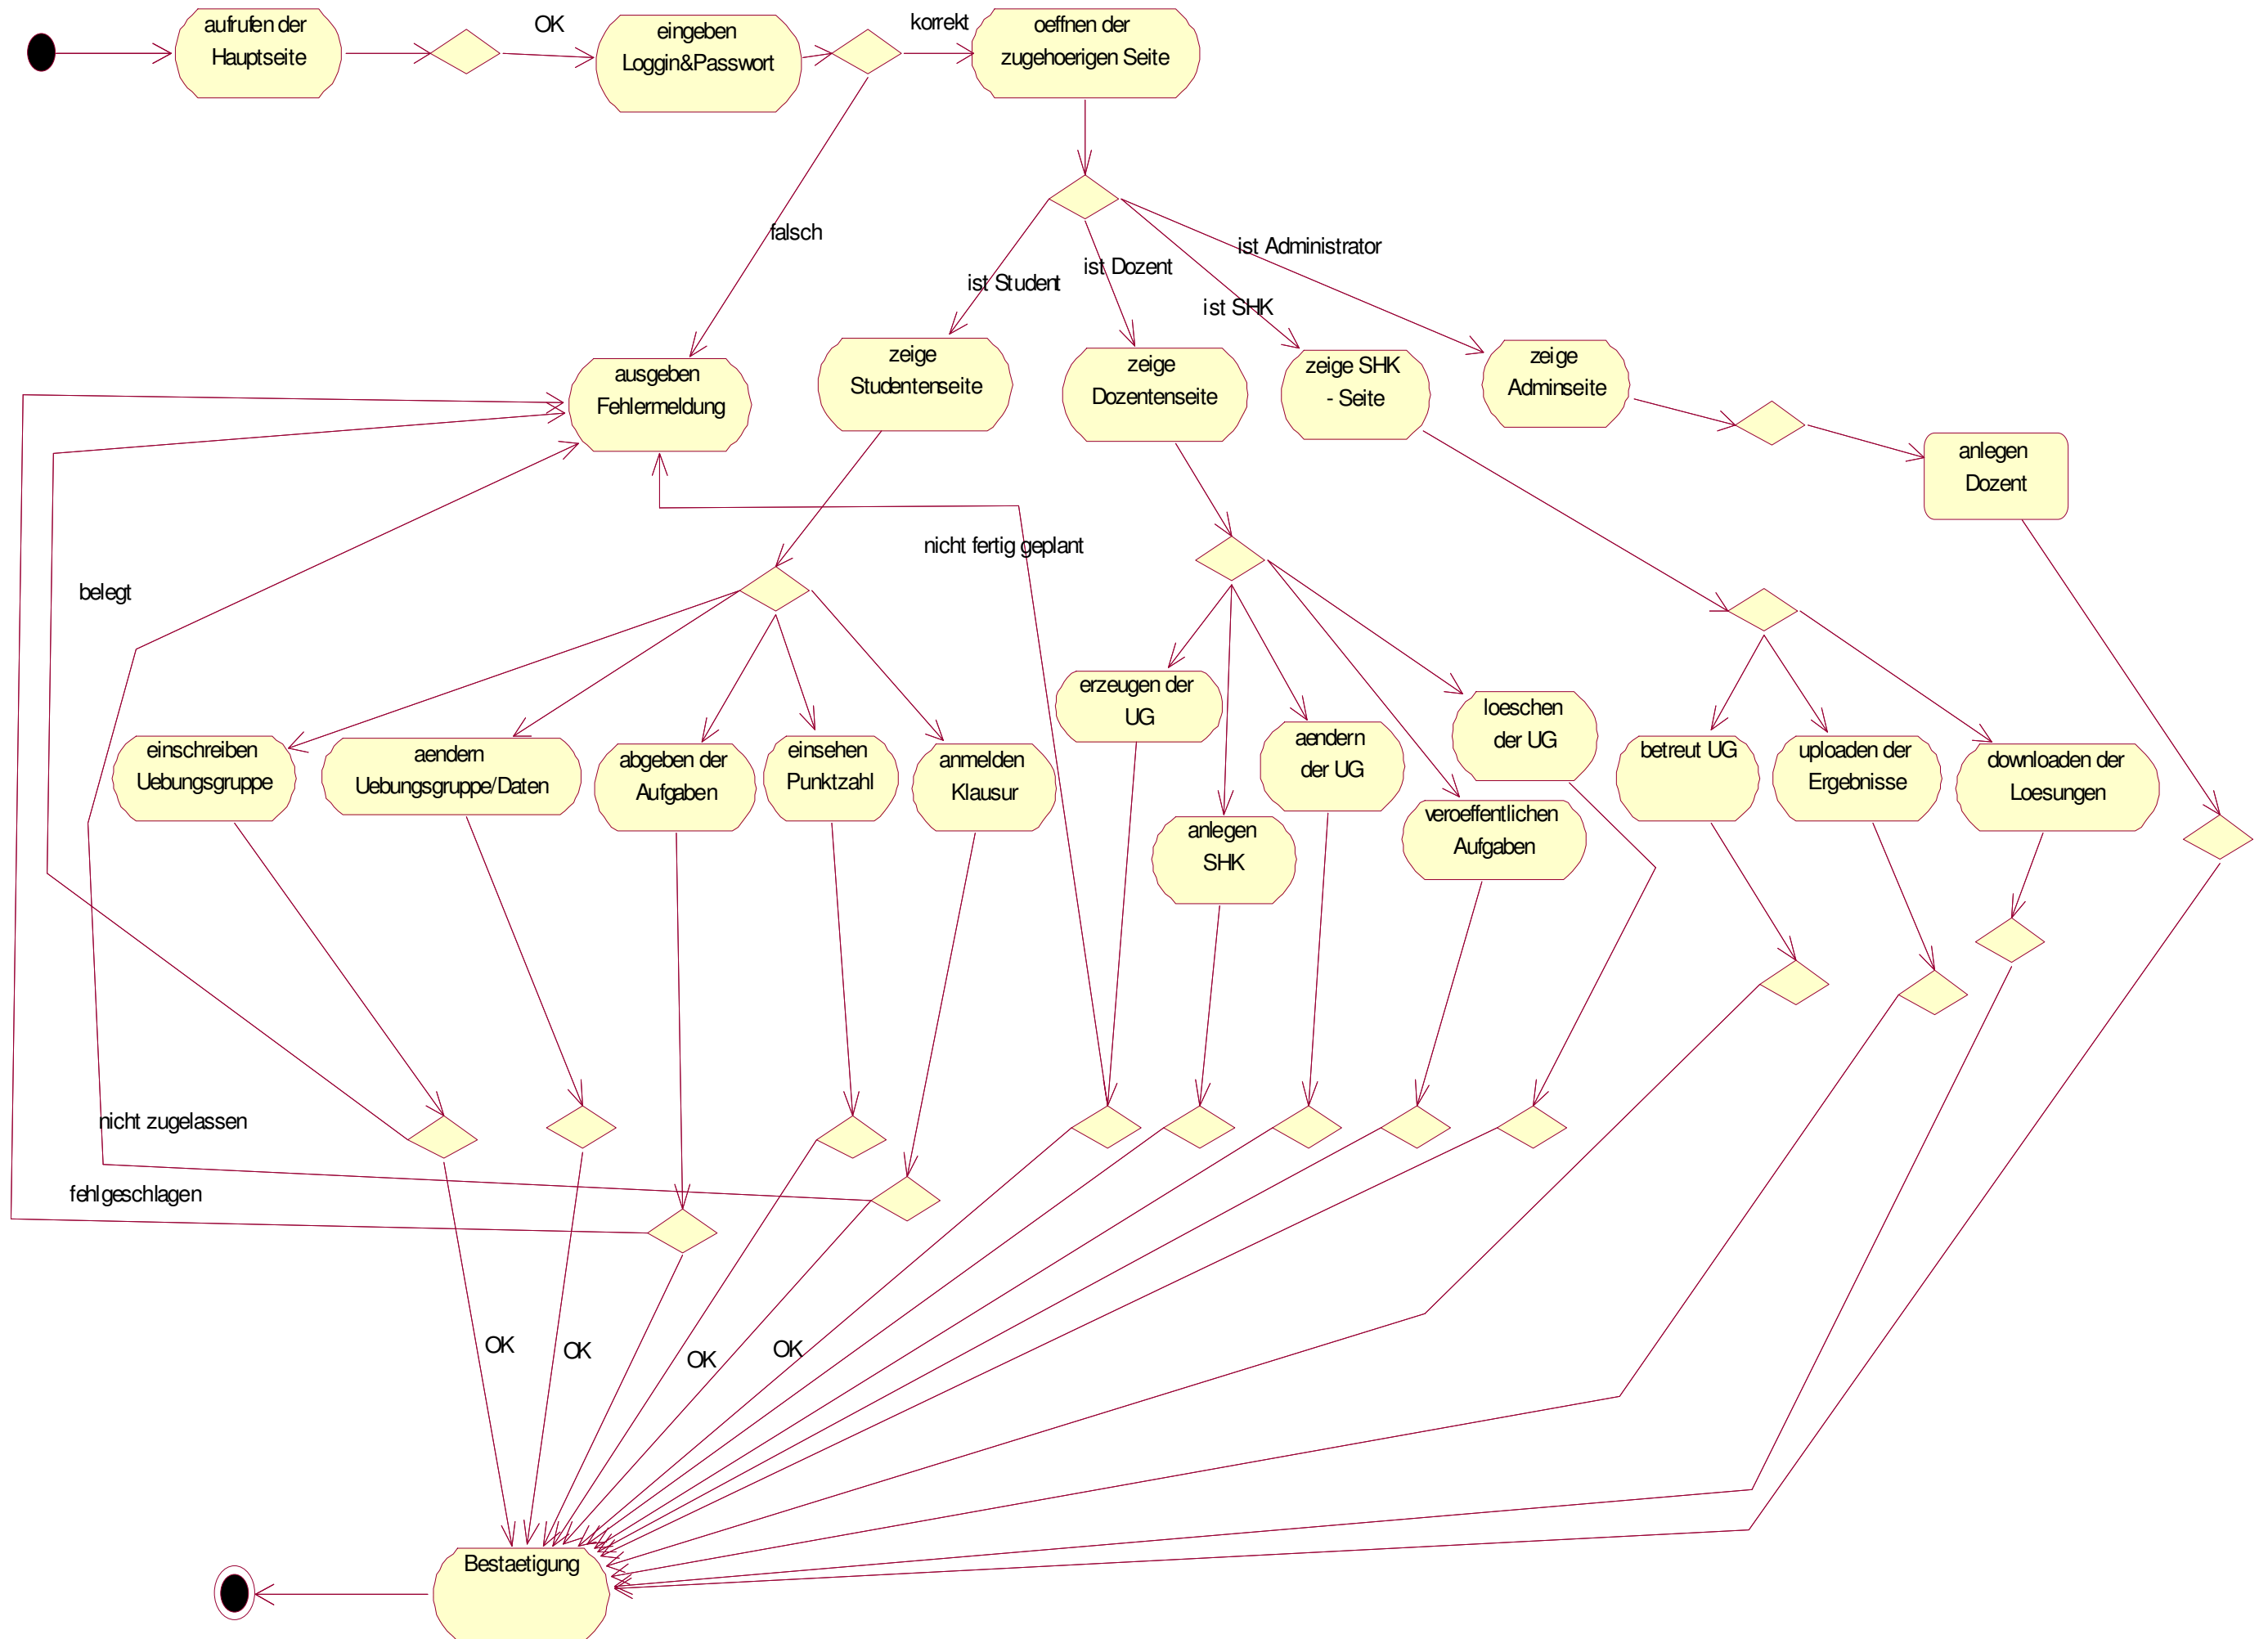 aufrufen der
Hauptseite
OK
eingeben
Loggin&Passwort
korrekt
oeffnen der
zugehoerigen Seite
falsch
ist Student
ist Dozent
ist SHK
ist Administrator
ausgeben
Fehlermeldung
zeige
Studentenseite
zeige
Dozentenseite
zeige SHK
- Seite
zeige
Adminseite
anlegen
Dozent
nicht fertig geplant
belegt
einschreiben
Uebungsgruppe
aendern
Uebungsgruppe/Daten
abgeben der
Aufgaben
einsehen
Punktzahl
anmelden
Klausur
erzeugen der
UG
anlegen
SHK
aendern
der UG
veroeffentlichen
Aufgaben
loeschen
der UG
betreut UG
uploaden der
Ergebnisse
downloaden der
Loesungen
nicht zugelassen
fehlgeschlagen
OK
OK
OK
OK
Bestaetigung